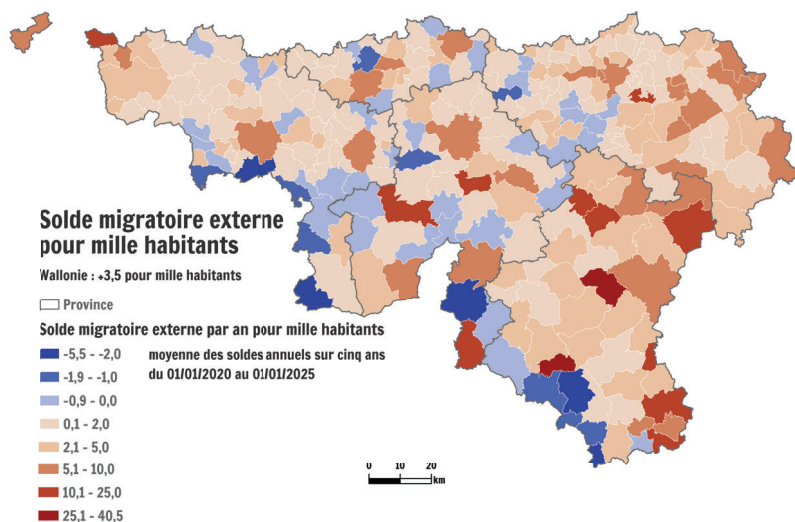 Solde migratoire externe
pour mille habitants
Wallonie : +3,5 pour mille habitants
Province
Solde migratoire externe par an pour mille habitants
moyenne des soldes annuels sur cinq ans
du 01/01/2020 au 01/01/2025
-5,5 - -2,0
-1,9 - -1,0
-0,9 - 0,0
0,1 - 2,0
2,1 - 5,0
5,1 - 10,0
10,1 - 25,0
25,1 - 40,5
0 10 20
km